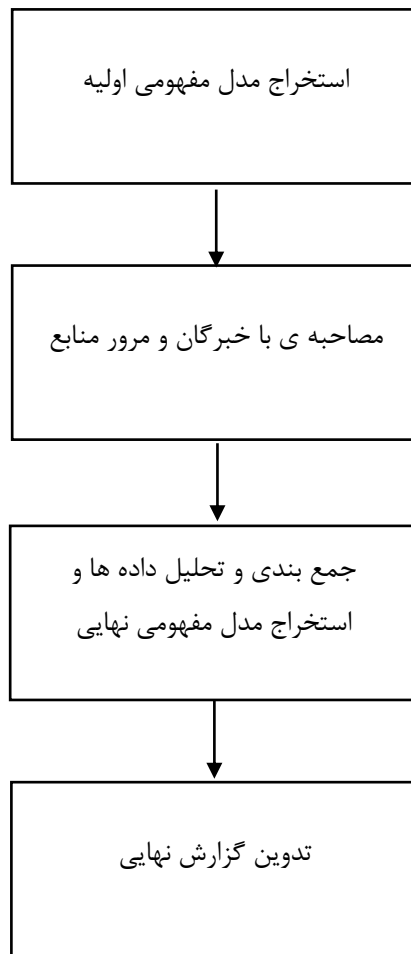 استخراج مدل مفهومی اولیه
مصاحبه ی با خبرگان و مرور منابع
جمع بندی و تحلیل داده ها و
استخراج مدل مفهومی نهایی
تدوین گزارش نهایی